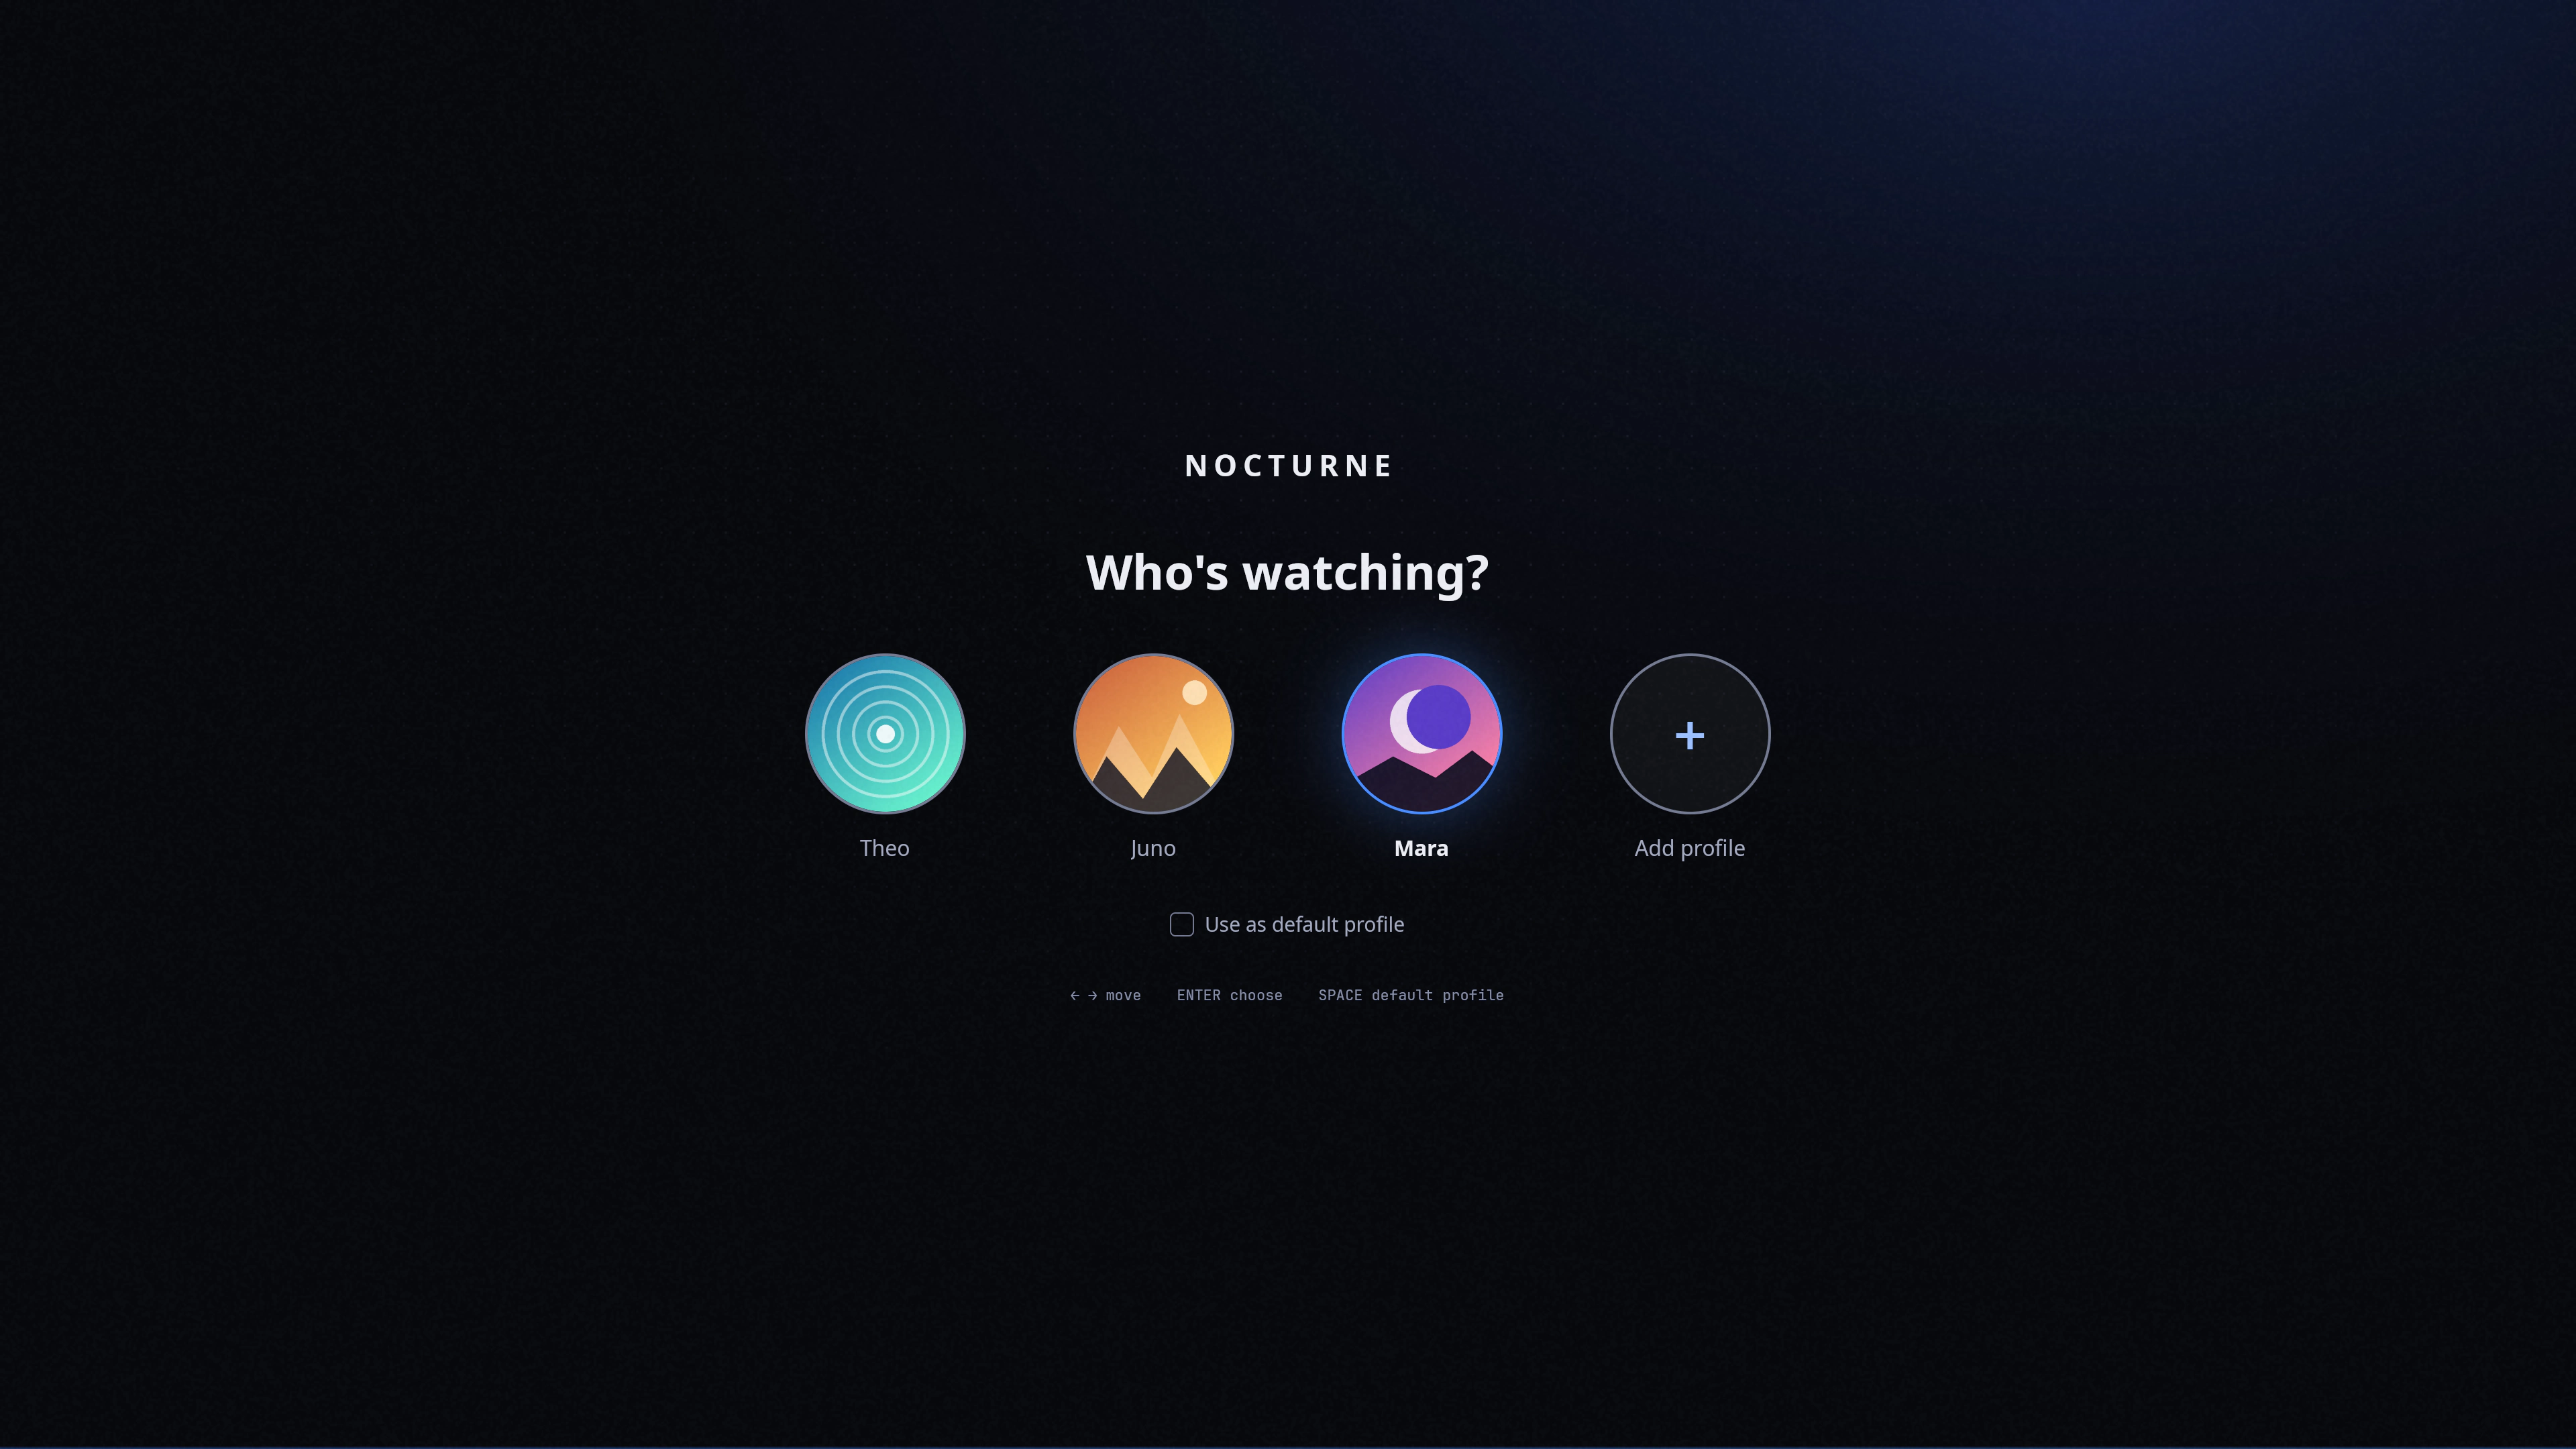 NOCTURNE
Who's watching?
Theo
Juno
Mara
Add profile
Use as default profile
← → move ENTER choose SPACE default profile